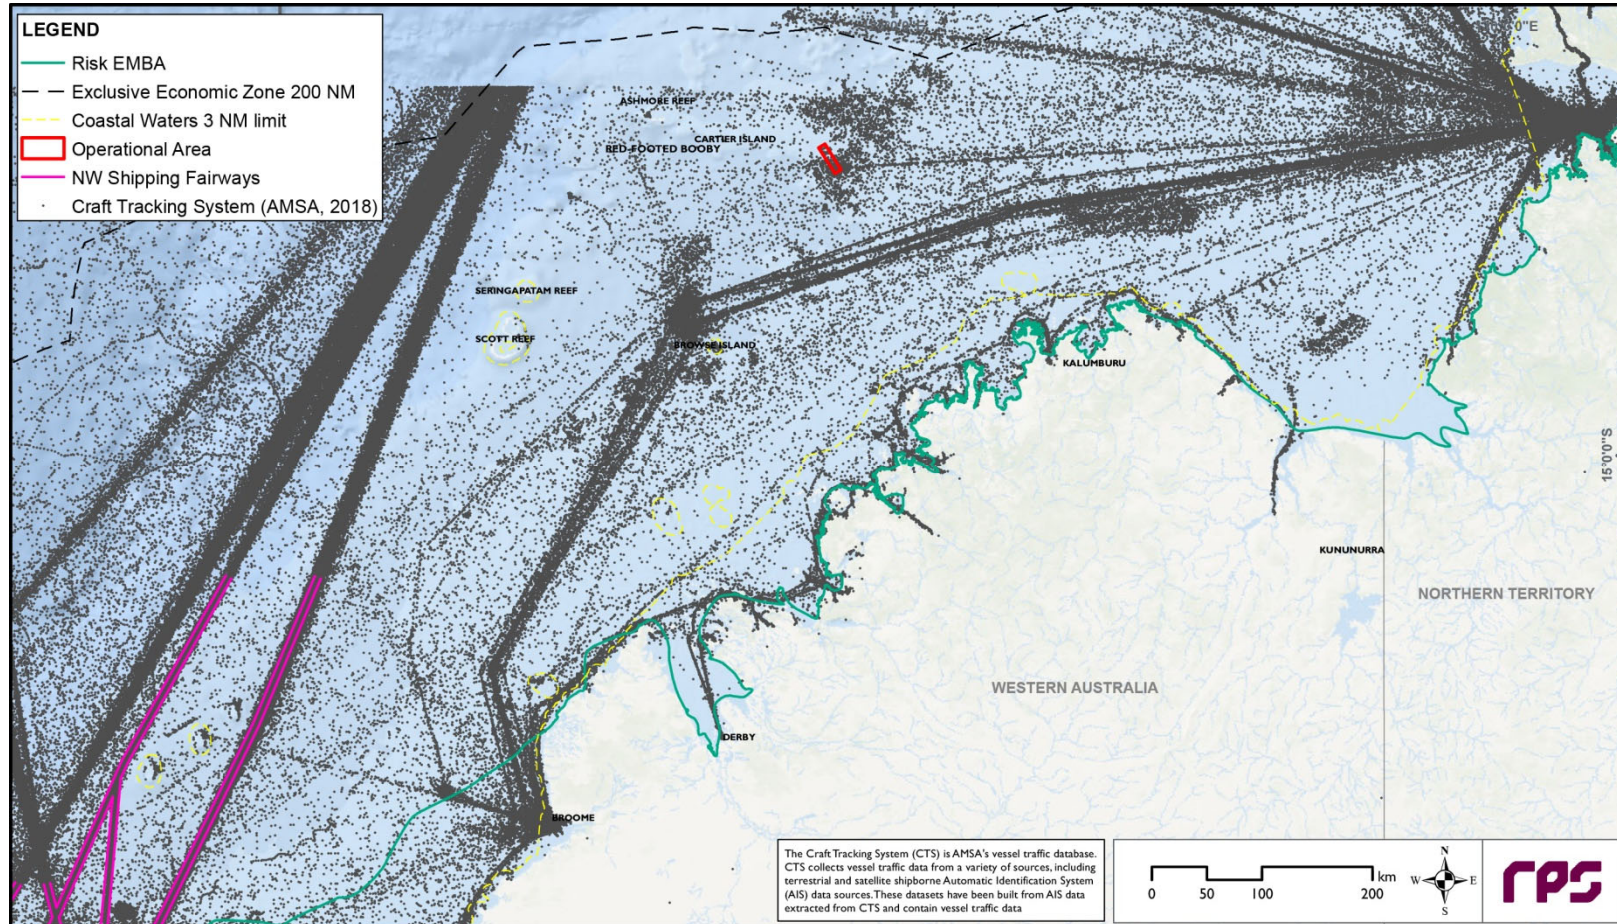 LEGEND
Risk EMBA
Exclusive Economic Zone 200 NM
Coastal Waters 3 NM limit
Operational Area
NW Shipping Fairways
Craft Tracking System (AMSA, 2018)
0"E
ASHMORE REEF
CARTIER ISLAND
RED-FOOTED BOOBY
SERINGAPATAM REEF
SCOTT REEF
BROWSE ISLAND
KALUMBURU
15°0'0"S
KUNUNURRA
NORTHERN TERRITORY
WESTERN AUSTRALIA
DERBY
BROOME
The Craft Tracking System (CTS) is AMSA's vessel traffic database.
CTS collects vessel traffic data from a variety of sources, including
terrestrial and satellite shipborne Automatic Identification System
(AIS) data sources. These datasets have been built from AIS data
extracted from CTS and contain vessel traffic data
0 50 100 200 km
N
W E
S
rps